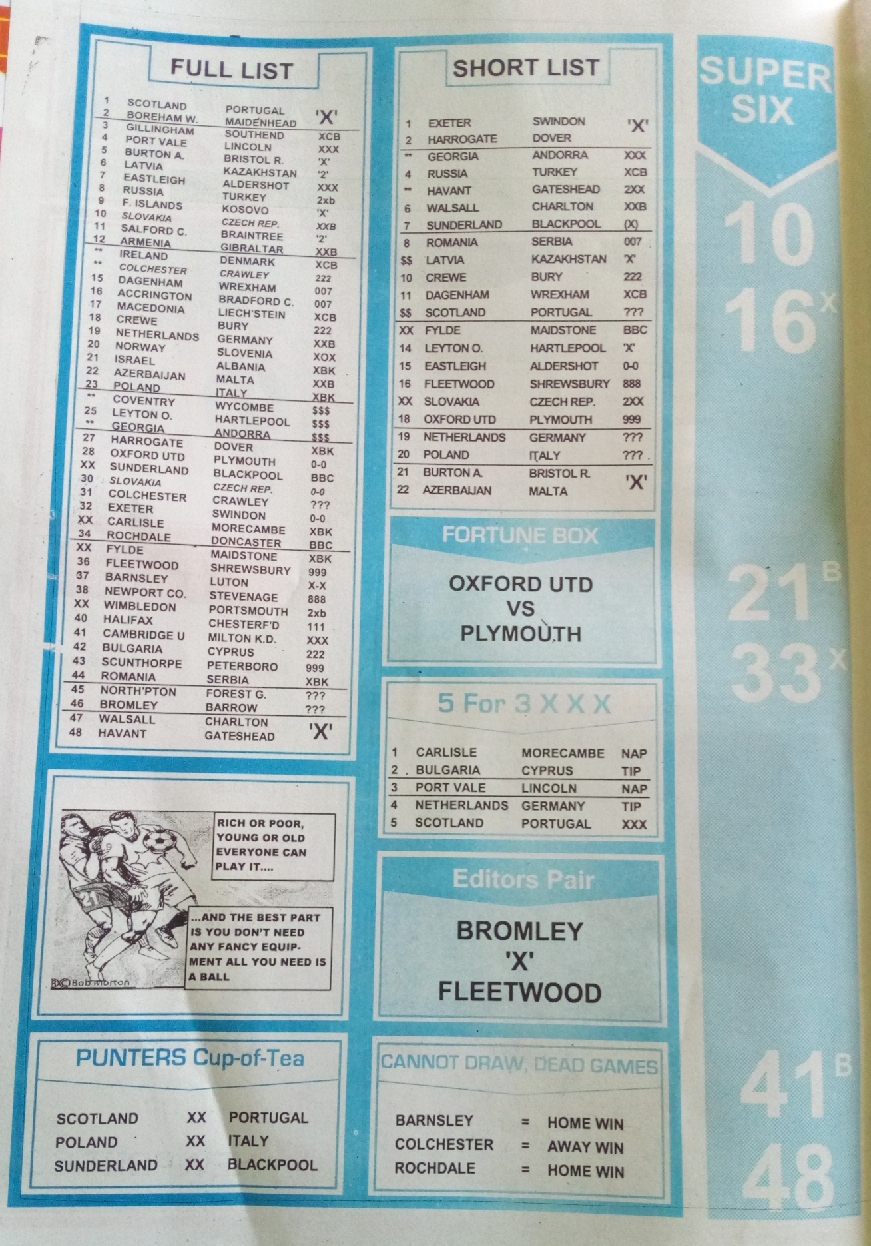 FULL LIST
1 SCOTLAND PORTUGAL 'X'
2 BOREHAM W. MAIDENHEAD
3 GILLINGHAM SOUTHEND XCB
4 PORT VALE LINCOLN XXX
5 BURTON A. BRISTOL R. 'X'
6 LATVIA KAZAKHSTAN '2'
7 EASTLEIGH ALDERSHOT XXX
8 RUSSIA TURKEY 2xb
9 F. ISLANDS KOSOVO 'X'
10 SLOVAKIA CZECH REP. XXB
11 SALFORD C. BRAINTREE '2'
12 ARMENIA GIBRALTAR XXB
** IRELAND DENMARK XCB
** COLCHESTER CRAWLEY 222
15 DAGENHAM WREXHAM 007
16 ACCRINGTON BRADFORD C. 007
17 MACEDONIA LIECH'STEIN XCB
18 CREWE BURY 222
19 NETHERLANDS GERMANY XXB
20 NORWAY SLOVENIA XOX
21 ISRAEL ALBANIA XBK
22 AZERBAIJAN MALTA XXB
23 POLAND ITALY XBK
** COVENTRY WYCOMBE $$$
25 LEYTON O. HARTLEPOOL $$$
** GEORGIA ANDORRA $$$
27 HARROGATE DOVER XBK
28 OXFORD UTD PLYMOUTH 0-0
XX SUNDERLAND BLACKPOOL BBC
30 SLOVAKIA CZECH REP. 0-0
31 COLCHESTER CRAWLEY ???
32 EXETER SWINDON 0-0
XX CARLISLE MORECAMBE XBK
34 ROCHDALE DONCASTER BBC
XX FYLDE MAIDSTONE XBK
36 FLEETWOOD SHREWSBURY 999
37 BARNSLEY LUTON X-X
38 NEWPORT CO. STEVENAGE 888
XX WIMBLEDON PORTSMOUTH 2xb
40 HALIFAX CHESTERF'D 111
41 CAMBRIDGE U MILTON K.D. XXX
42 BULGARIA CYPRUS 222
43 SCUNTHORPE PETERBORO 999
44 ROMANIA SERBIA XBK
45 NORTH'PTON FOREST G. ???
46 BROMLEY BARROW ???
47 WALSALL CHARLTON 'X'
48 HAVANT GATESHEAD
RICH OR POOR,
YOUNG OR OLD
EVERYONE CAN
PLAY IT....
21
...AND THE BEST PART
IS YOU DON'T NEED
ANY FANCY EQUIP-
MENT ALL YOU NEED IS
A BALL
PUNTERS Cup-of-Tea
SCOTLAND XX PORTUGAL
POLAND XX ITALY
SUNDERLAND XX BLACKPOOL
SHORT LIST
1 EXETER SWINDON 'X'
2 HARROGATE DOVER
** GEORGIA ANDORRA XXX
4 RUSSIA TURKEY XCB
** HAVANT GATESHEAD 2XX
6 WALSALL CHARLTON XXB
7 SUNDERLAND BLACKPOOL (X)
8 ROMANIA SERBIA 007
$$ LATVIA KAZAKHSTAN 'X'
10 CREWE BURY 222
11 DAGENHAM WREXHAM XCB
$$ SCOTLAND PORTUGAL ???
XX FYLDE MAIDSTONE BBC
14 LEYTON O. HARTLEPOOL 'X'
15 EASTLEIGH ALDERSHOT 0-0
16 FLEETWOOD SHREWSBURY 888
XX SLOVAKIA CZECH REP. 2XX
18 OXFORD UTD PLYMOUTH 999
19 NETHERLANDS GERMANY ???
20 POLAND ITALY ???
21 BURTON A. BRISTOL R. 'X'
22 AZERBAIJAN MALTA
FORTUNE BOX
OXFORD UTD
VS
PLYMOUTH
5 For 3 X X X
1 CARLISLE MORECAMBE NAP
2 . BULGARIA CYPRUS TIP
3 PORT VALE LINCOLN NAP
4 NETHERLANDS GERMANY TIP
5 SCOTLAND PORTUGAL XXX
Editors Pair
BROMLEY
'X'
FLEETWOOD
CANNOT DRAW, DEAD GAMES
BARNSLEY = HOME WIN
COLCHESTER = AWAY WIN
ROCHDALE = HOME WIN
SUPER
SIX
10
16 X
21 B
33 X
41 B
48